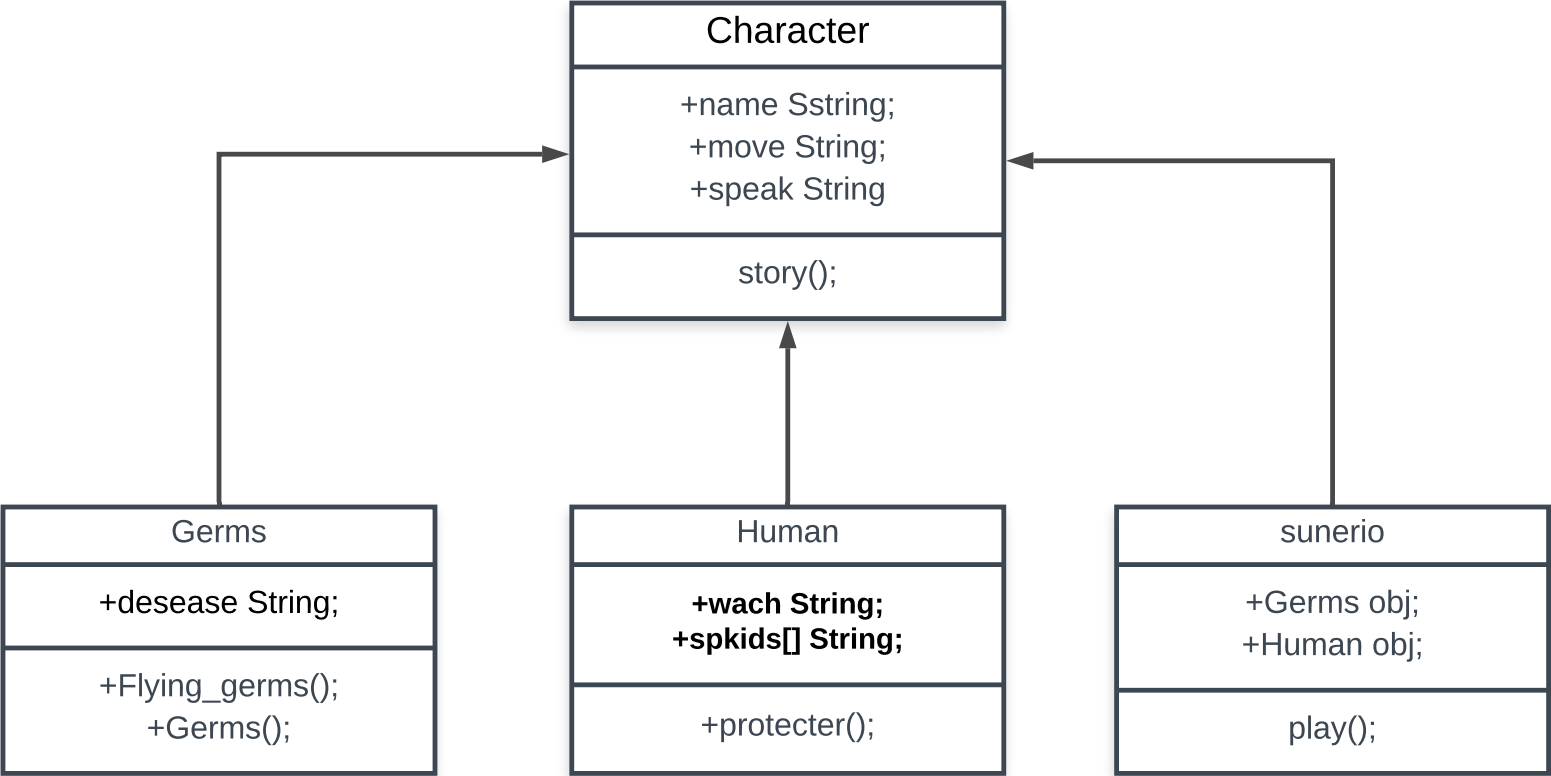 Character
+name Sstring;
+move String;
+speak String
story();
Germs
+desease String;
+Flying_germs();
+Germs();
Human
+wach String;
+spkids[] String;
+protecter();
sunerio
+Germs obj;
+Human obj;
play();